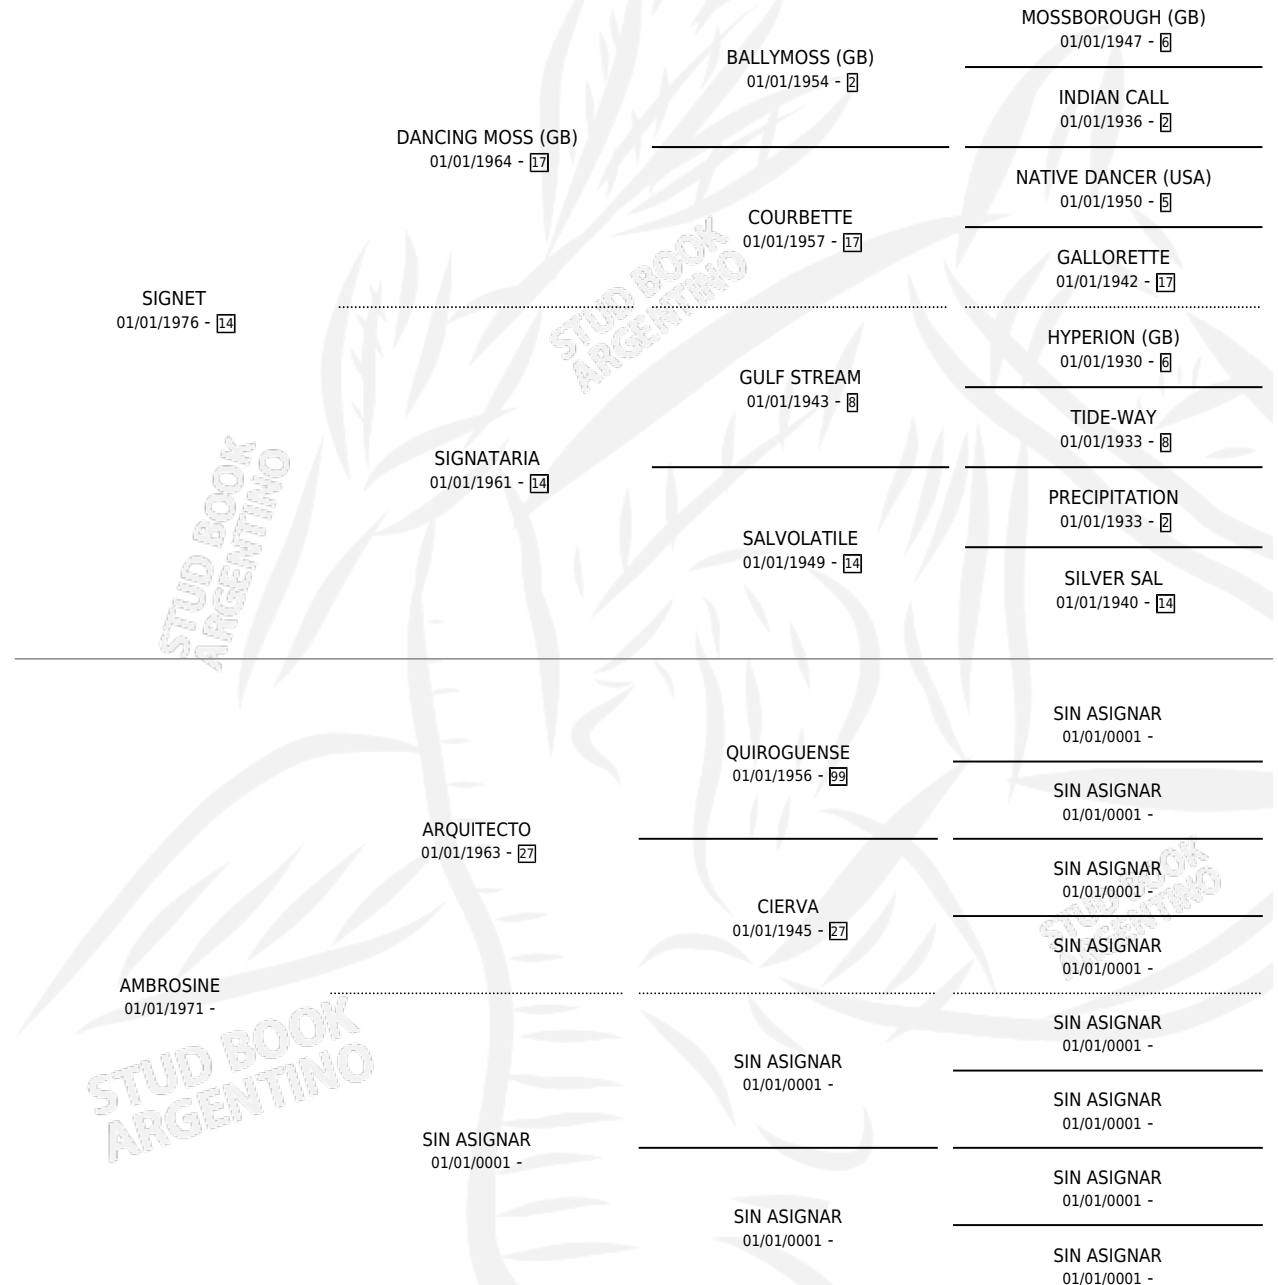 MOSSBOROUGH (GB)
01/01/1947 - 6
BALLYMOSS (GB)
01/01/1954 - 2
INDIAN CALL
01/01/1936 - 2
DANCING MOSS (GB)
01/01/1964 - 17
NATIVE DANCER (USA)
01/01/1950 - 5
COURBETTE
01/01/1957 - 17
GALLORETTE
01/01/1942 - 17
SIGNET
01/01/1976 - 14
HYPERION (GB)
01/01/1930 - 6
GULF STREAM
01/01/1943 - 8
TIDE-WAY
01/01/1933 - 8
SIGNATARIA
01/01/1961 - 14
PRECIPITATION
01/01/1933 - 2
SALVOLATILE
01/01/1949 - 14
SILVER SAL
01/01/1940 - 14
STUD BOOK
ARGENTINO
STUD BOOK
ARGENTINO
SIN ASIGNAR
01/01/0001 -
QUIROGUENSE
01/01/1956 - 99
SIN ASIGNAR
01/01/0001 -
ARQUITECTO
01/01/1963 - 27
SIN ASIGNAR
01/01/0001 -
CIERVA
01/01/1945 - 27
SIN ASIGNAR
01/01/0001 -
STUD BOOK
ARGENTINO
AMBROSINE
01/01/1971 -
SIN ASIGNAR
01/01/0001 -
SIN ASIGNAR
01/01/0001 -
SIN ASIGNAR
01/01/0001 -
SIN ASIGNAR
01/01/0001 -
SIN ASIGNAR
01/01/0001 -
SIN ASIGNAR
01/01/0001 -
SIN ASIGNAR
01/01/0001 -
STUD BOOK
ARGENTINO